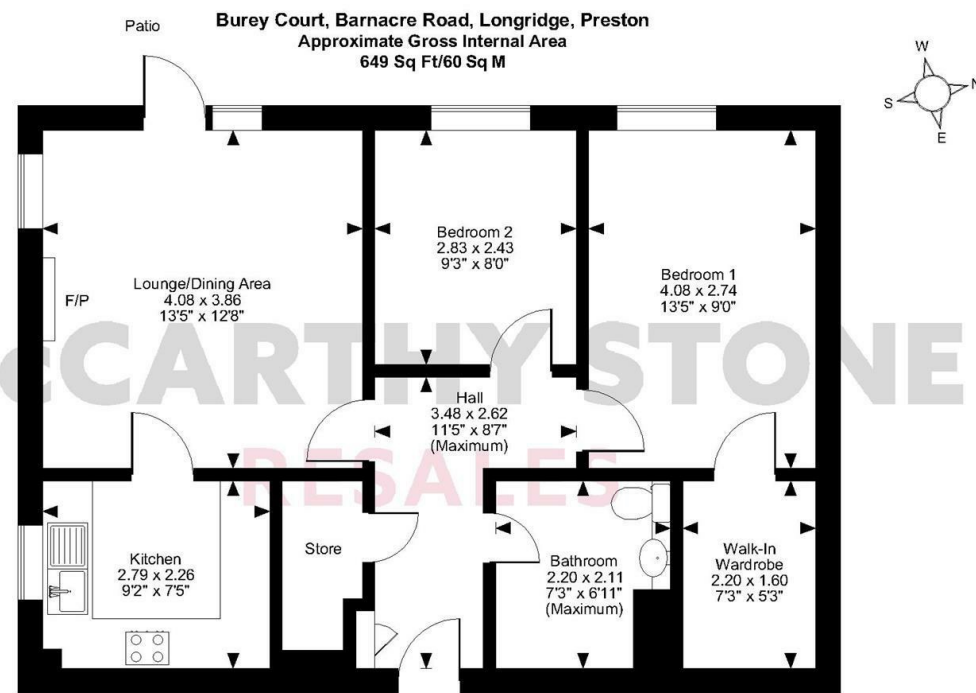 Burey Court, Barnacre Road, Longridge, Preston
Approximate Gross Internal Area
649 Sq Ft/60 Sq M
Patio
W
N
S
E
Lounge/Dining Area
4.08 x 3.86
13'5" x 12'8"
F/P
Bedroom 2
2.83 x 2.43
9'3" x 8'0"
Bedroom 1
4.08 x 2.74
13'5" x 9'0"
cCARTHY STONE
RESALES
Hall
3.48 x 2.62
11'5" x 8'7"
(Maximum)
Kitchen
2.79 x 2.26
9'2" x 7'5"
Store
Bathroom
2.20 x 2.11
7'3" x 6'11"
(Maximum)
Walk-In
Wardrobe
2.20 x 1.60
7'3" x 5'3"